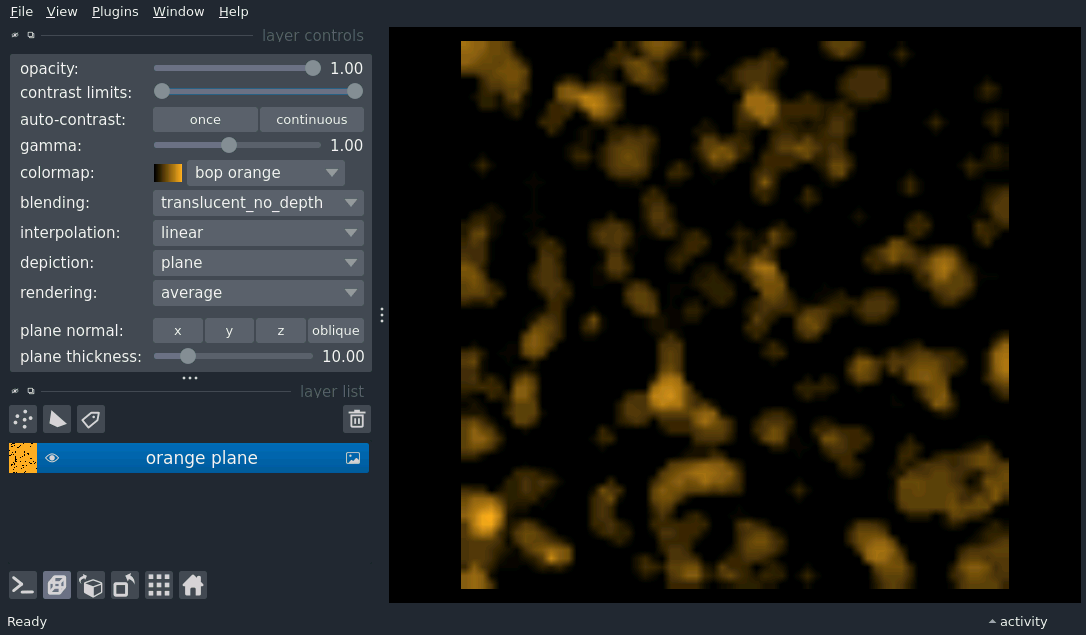 File View Plugins Window Help
layer controls
opacity: 1.00
contrast limits:
auto-contrast: once continuous
gamma: 1.00
colormap: bop orange
blending: translucent_no_depth
interpolation: linear
depiction: plane
rendering: average
plane normal: x y z oblique
plane thickness: 10.00
layer list
orange plane
Ready activity